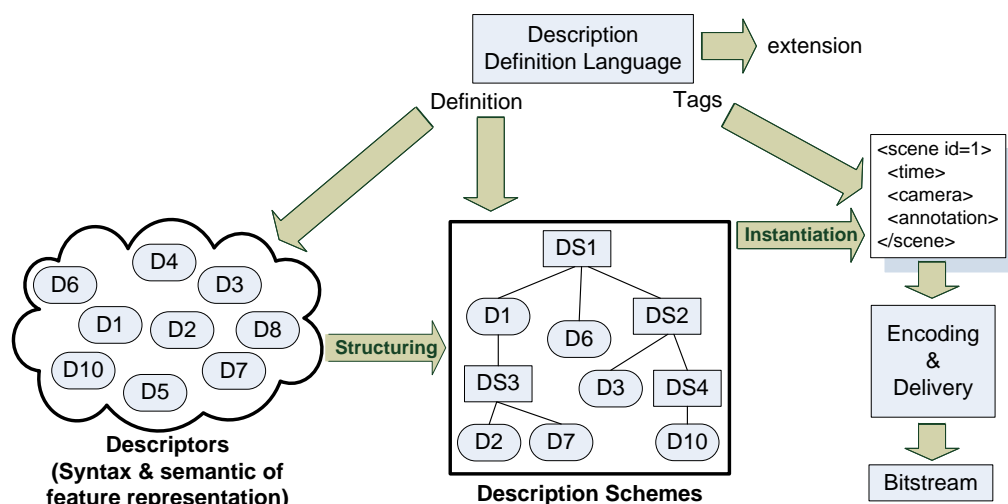 Description
Definition Language
extension
Definition
Tags
<scene id=1>
<time>
<camera>
<annotation>
</scene>
D4
D6
D3
D1
D2
D8
D10
D7
D5
Structuring
DS1
D1
D6
DS2
DS3
D3
DS4
D2
D7
D10
Instantiation
Encoding
&
Delivery
Bitstream
Descriptors
(Syntax & semantic of
feature representation)
Description Schemes